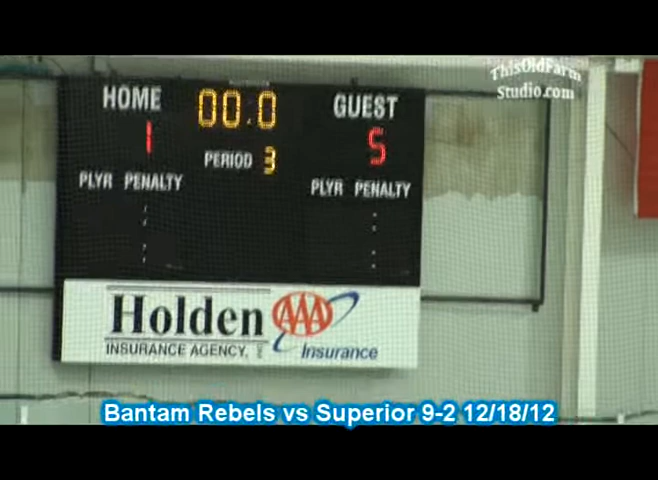 ThisOldFarm
Studio.com
HOME 00.0 GUEST
1 PERIOD 3 5
PLYR PENALTY PLYR PENALTY
: :
: :
Holden AAA
INSURANCE AGENCY, INC. Insurance
Bantam Rebels vs Superior 9-2 12/18/12